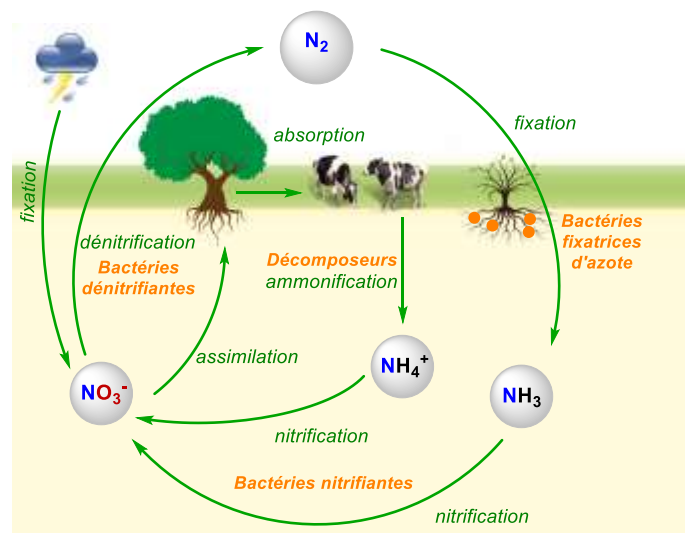 N₂
fixation
absorption
fixation
dénitrification
Bactéries
dénitrifiantes
Décomposeurs
ammonification
Bactéries
fixatrices
d'azote
assimilation
NO₃⁻
NH₄⁺
NH₃
nitrification
Bactéries nitrifiantes
nitrification